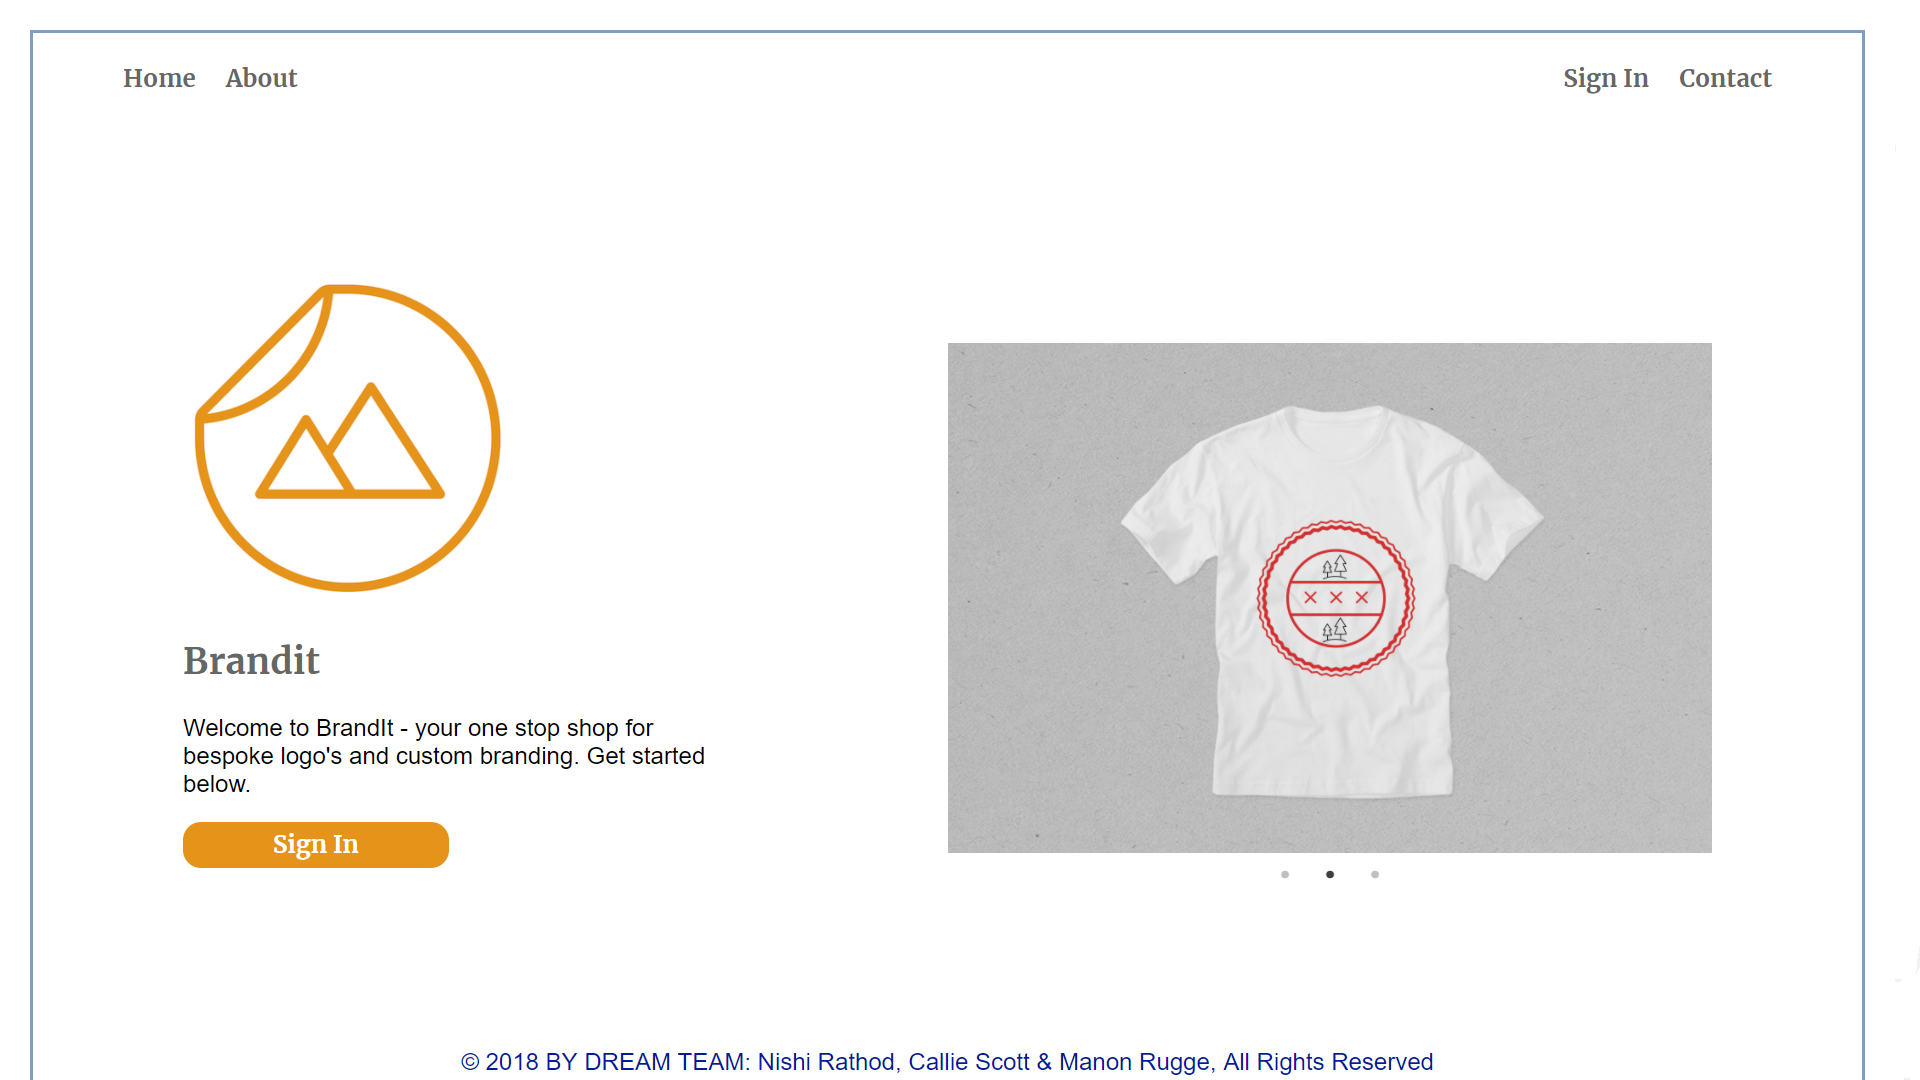 Home About Sign In Contact
Brandit
Welcome to BrandIt - your one stop shop for
bespoke logo's and custom branding. Get started
below.
Sign In
© 2018 BY DREAM TEAM: Nishi Rathod, Callie Scott & Manon Rugge, All Rights Reserved